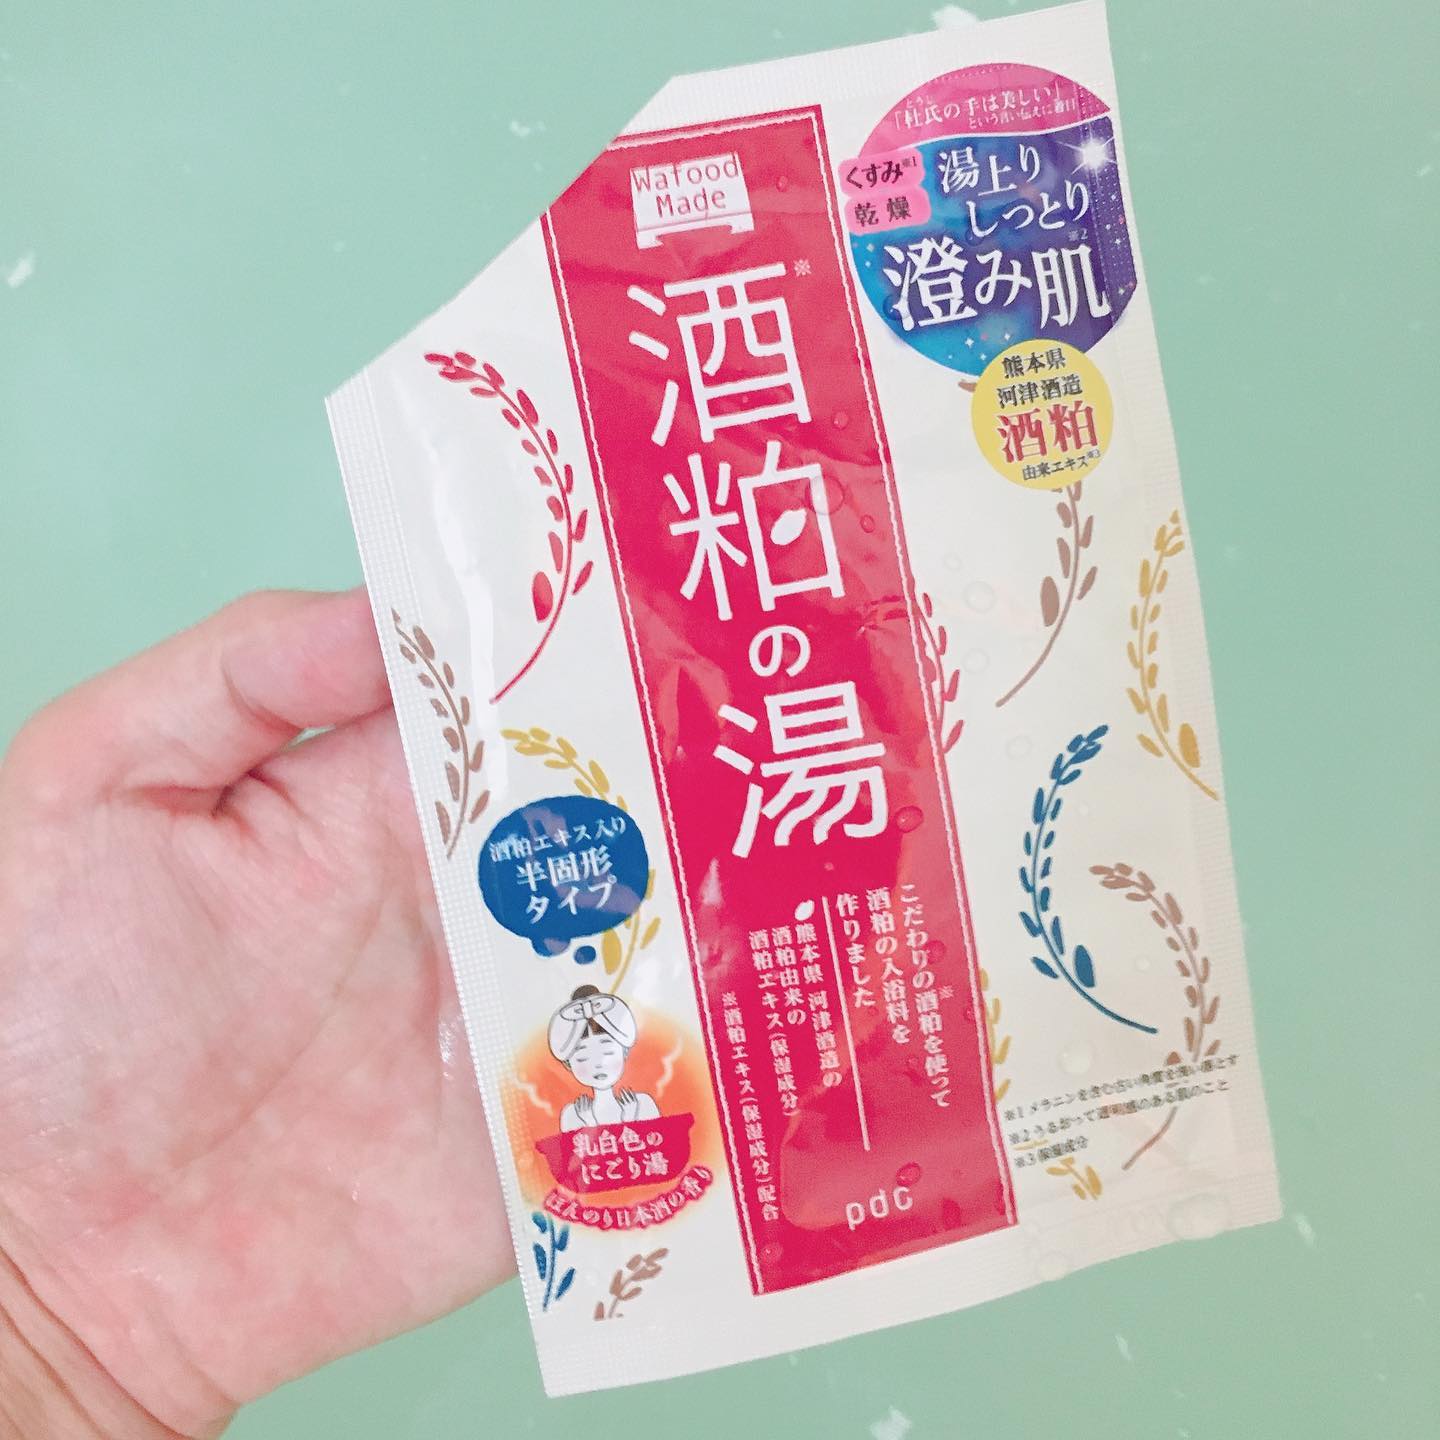 Wafood
Made
酒粕の湯
※
とうじ
「杜氏の手は美しい」
という言い伝えに着目
くすみ※1
乾燥
湯上り
しっとり
※2
澄み肌
熊本県
河津酒造
酒粕
由来エキス※3
酒粕エキス入り
半固形
タイプ
乳白色の
にごり湯
ほんのり日本酒の香り
こだわりの酒粕※を使って
酒粕の入浴料を
作りました
熊本県 河津酒造の
酒粕由来の
酒粕エキス(保湿成分)
※酒粕エキス(保湿成分)配合
pdc
※1 メラニンを含む古い角質を洗い落とす
※2 うるおって透明感のある肌のこと
※3 保湿成分